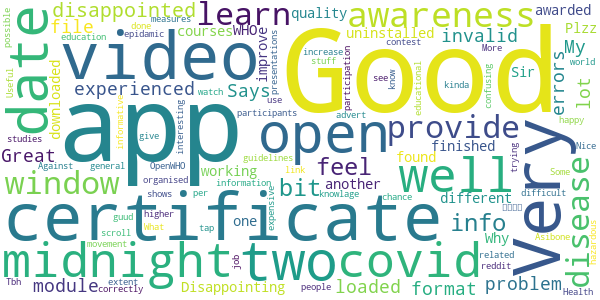 disappointed
learn
awareness
WHO
quality
awarded
Plzz
measures
epidamic
done
possible
education
file
courses
improve
presentations
uninstalled
contest
More
invalid
My
world
Useful
date
video
Good
increase
stuff
participation
see
know
educational
kinda
confusing
Sir
errors
lot
happy
downloaded
experienced
Says
watch
use
participants
advert
studies
informative
give
interesting
OpenWHO
app
open
provide
Nice
trying
Great
Against
general
organised
working
guidelines
link
feel
found
finished
very
Some
window
shows
per
information
expensive
bit
another
knowlage
chance
well
different
difficult
disease
certificate
higher
What
guud
one
info
Why
Asibone
hazardous
movement
scroll
tap
midnight
two
covid
problem
related
reddit
Tbh
module
extent
correctly
job
Disappointing
people
loaded
format
Health